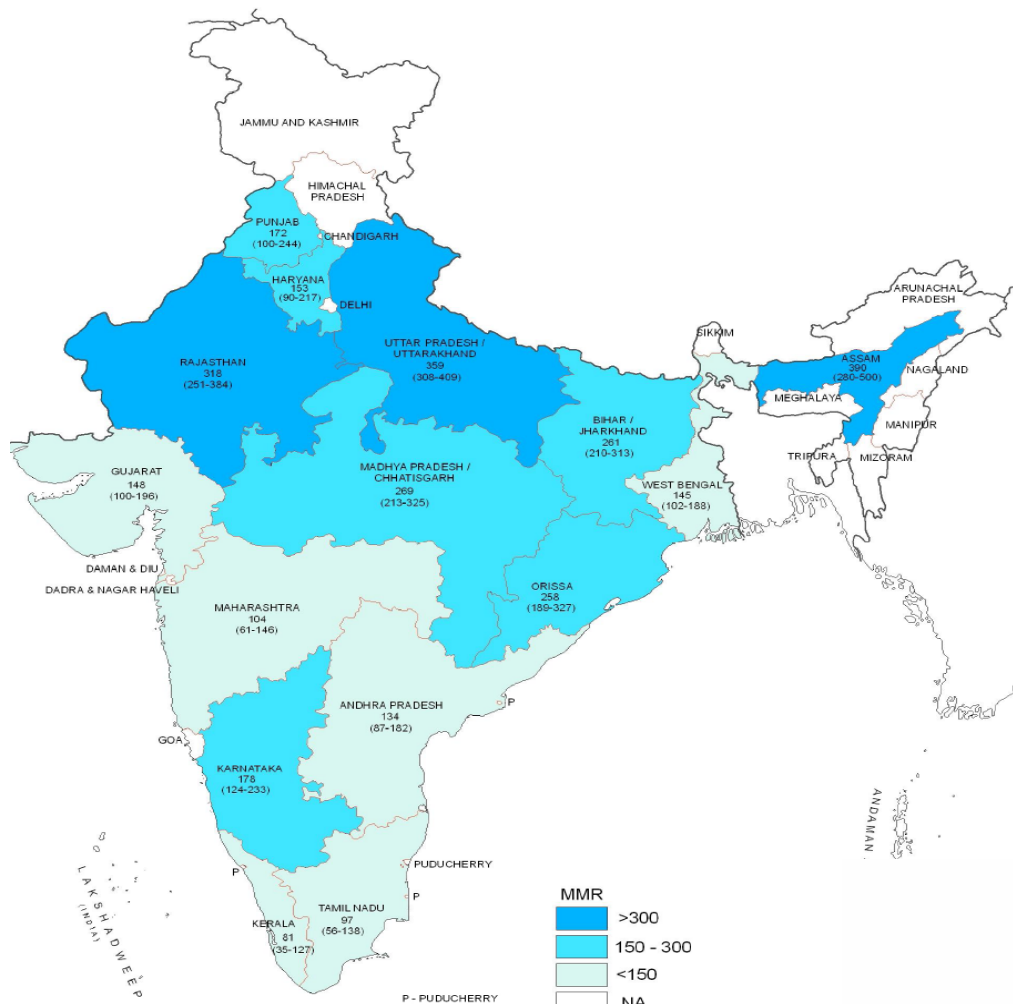 JAMMU AND KASHMIR
HIMACHAL
PRADESH
PUNJAB
172
(100-244)
CHANDIGARH
HARYANA
153
(90-217)
DELHI
ARUNACHAL
PRADESH
SIKKIM
UTTAR PRADESH /
UTTARAKHAND
359
(308-409)
RAJASTHAN
318
(251-384)
ASSAM
390
(280-500)
NAGALAND
MEGHALAYA
MANIPUR
BIHAR /
JHARKHAND
261
(210-313)
TRIPURA
MIZORAM
GUJARAT
148
(100-196)
MADHYA PRADESH /
CHHATISGARH
269
(213-325)
WEST BENGAL
145
(102-188)
DAMAN & DIU
DADRA & NAGAR HAVELI
ORISSA
258
(189-327)
MAHARASHTRA
104
(61-146)
ANDHRA PRADESH
134
(87-182)
P
GOA
KARNATAKA
178
(124-233)
ANDAMAN
PUDUCHERRY
P
P
LAKSHADWEEP
(INDIA)
TAMIL NADU
97
(56-138)
KERALA
81
(35-127)
MMR
>300
150 - 300
<150
NA
P - PUDUCHERRY